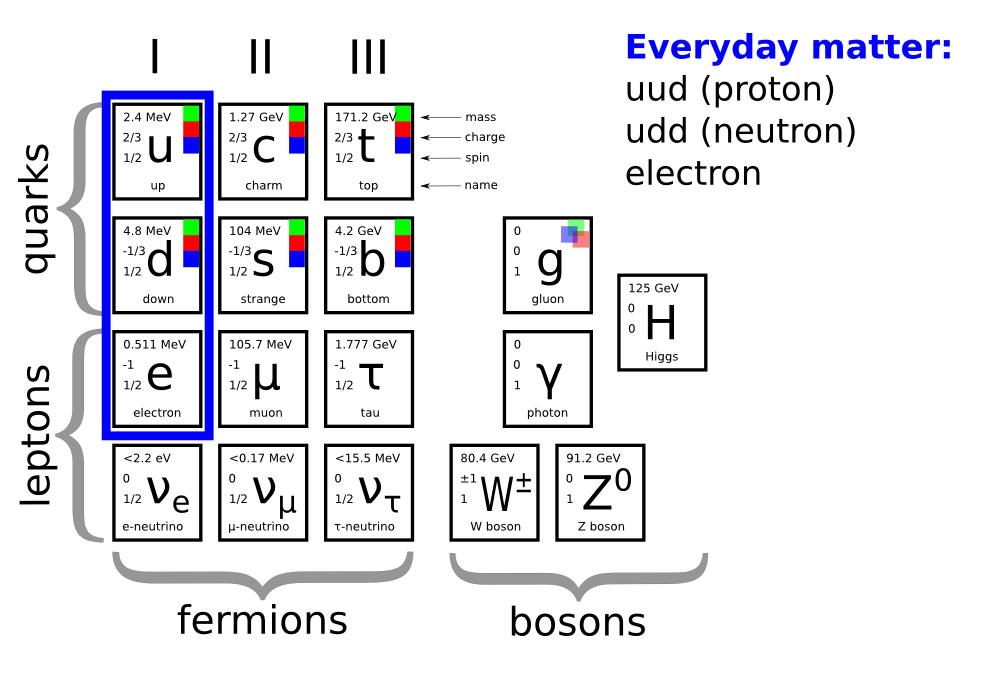 I II III
Everyday matter:
uud (proton)
udd (neutron)
electron
quarks
2.4 MeV
2/3
1/2
u
up
1.27 GeV
2/3
1/2
c
charm
171.2 GeV
2/3
1/2
t
top
mass
charge
spin
name
4.8 MeV
-1/3
1/2
d
down
104 MeV
-1/3
1/2
s
strange
4.2 GeV
-1/3
1/2
b
bottom
0
0
1
g
gluon
125 GeV
0
0
H
Higgs
leptons
0.511 MeV
-1
1/2
e
electron
105.7 MeV
-1
1/2
μ
muon
1.777 GeV
-1
1/2
τ
tau
0
0
1
γ
photon
<2.2 eV
0
1/2
νe
e-neutrino
<0.17 MeV
0
1/2
νμ
μ-neutrino
<15.5 MeV
0
1/2
ντ
τ-neutrino
80.4 GeV
±1
1
W±
W boson
91.2 GeV
0
1
Z0
Z boson
fermions
bosons